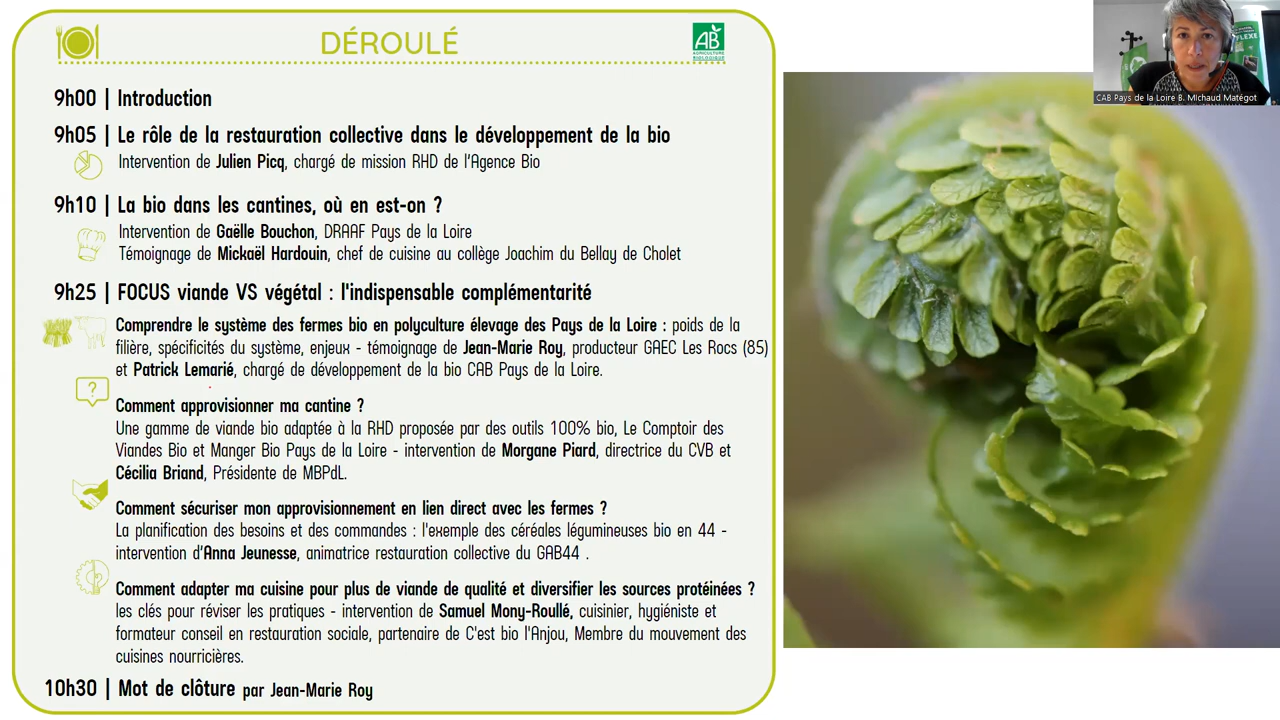 DÉROULÉ
AB
AGRICULTURE
BIOLOGIQUE
9h00 | Introduction
9h05 | Le rôle de la restauration collective dans le développement de la bio
Intervention de Julien Picq, chargé de mission RHD de l'Agence Bio
9h10 | La bio dans les cantines, où en est-on ?
Intervention de Gaëlle Bouchon, DRAAF Pays de la Loire
Témoignage de Mickaël Hardouin, chef de cuisine au collège Joachim du Bellay de Cholet
9h25 | FOCUS viande VS végétal : l'indispensable complémentarité
Comprendre le système des fermes bio en polyculture élevage des Pays de la Loire : poids de la
filière, spécificités du système, enjeux - témoignage de Jean-Marie Roy, producteur GAEC Les Rocs (85)
et Patrick Lemarié, chargé de développement de la bio CAB Pays de la Loire.
?
Comment approvisionner ma cantine ?
Une gamme de viande bio adaptée à la RHD proposée par des outils 100% bio, Le Comptoir des
Viandes Bio et Manger Bio Pays de la Loire - intervention de Morgane Piard, directrice du CVB et
Cécilia Briand, Présidente de MBPdL.
Comment sécuriser mon approvisionnement en lien direct avec les fermes ?
La planification des besoins et des commandes : l'exemple des céréales légumineuses bio en 44 -
intervention d'Anna Jeunesse, animatrice restauration collective du GAB44 .
Comment adapter ma cuisine pour plus de viande de qualité et diversifier les sources protéinées ?
les clés pour réviser les pratiques - intervention de Samuel Mony-Roullé, cuisinier, hygiéniste et
formateur conseil en restauration sociale, partenaire de C'est bio l'Anjou, Membre du mouvement des
cuisines nourricières.
10h30 | Mot de clôture par Jean-Marie Roy
CAB Pays de la Loire B. Michaud Matégot